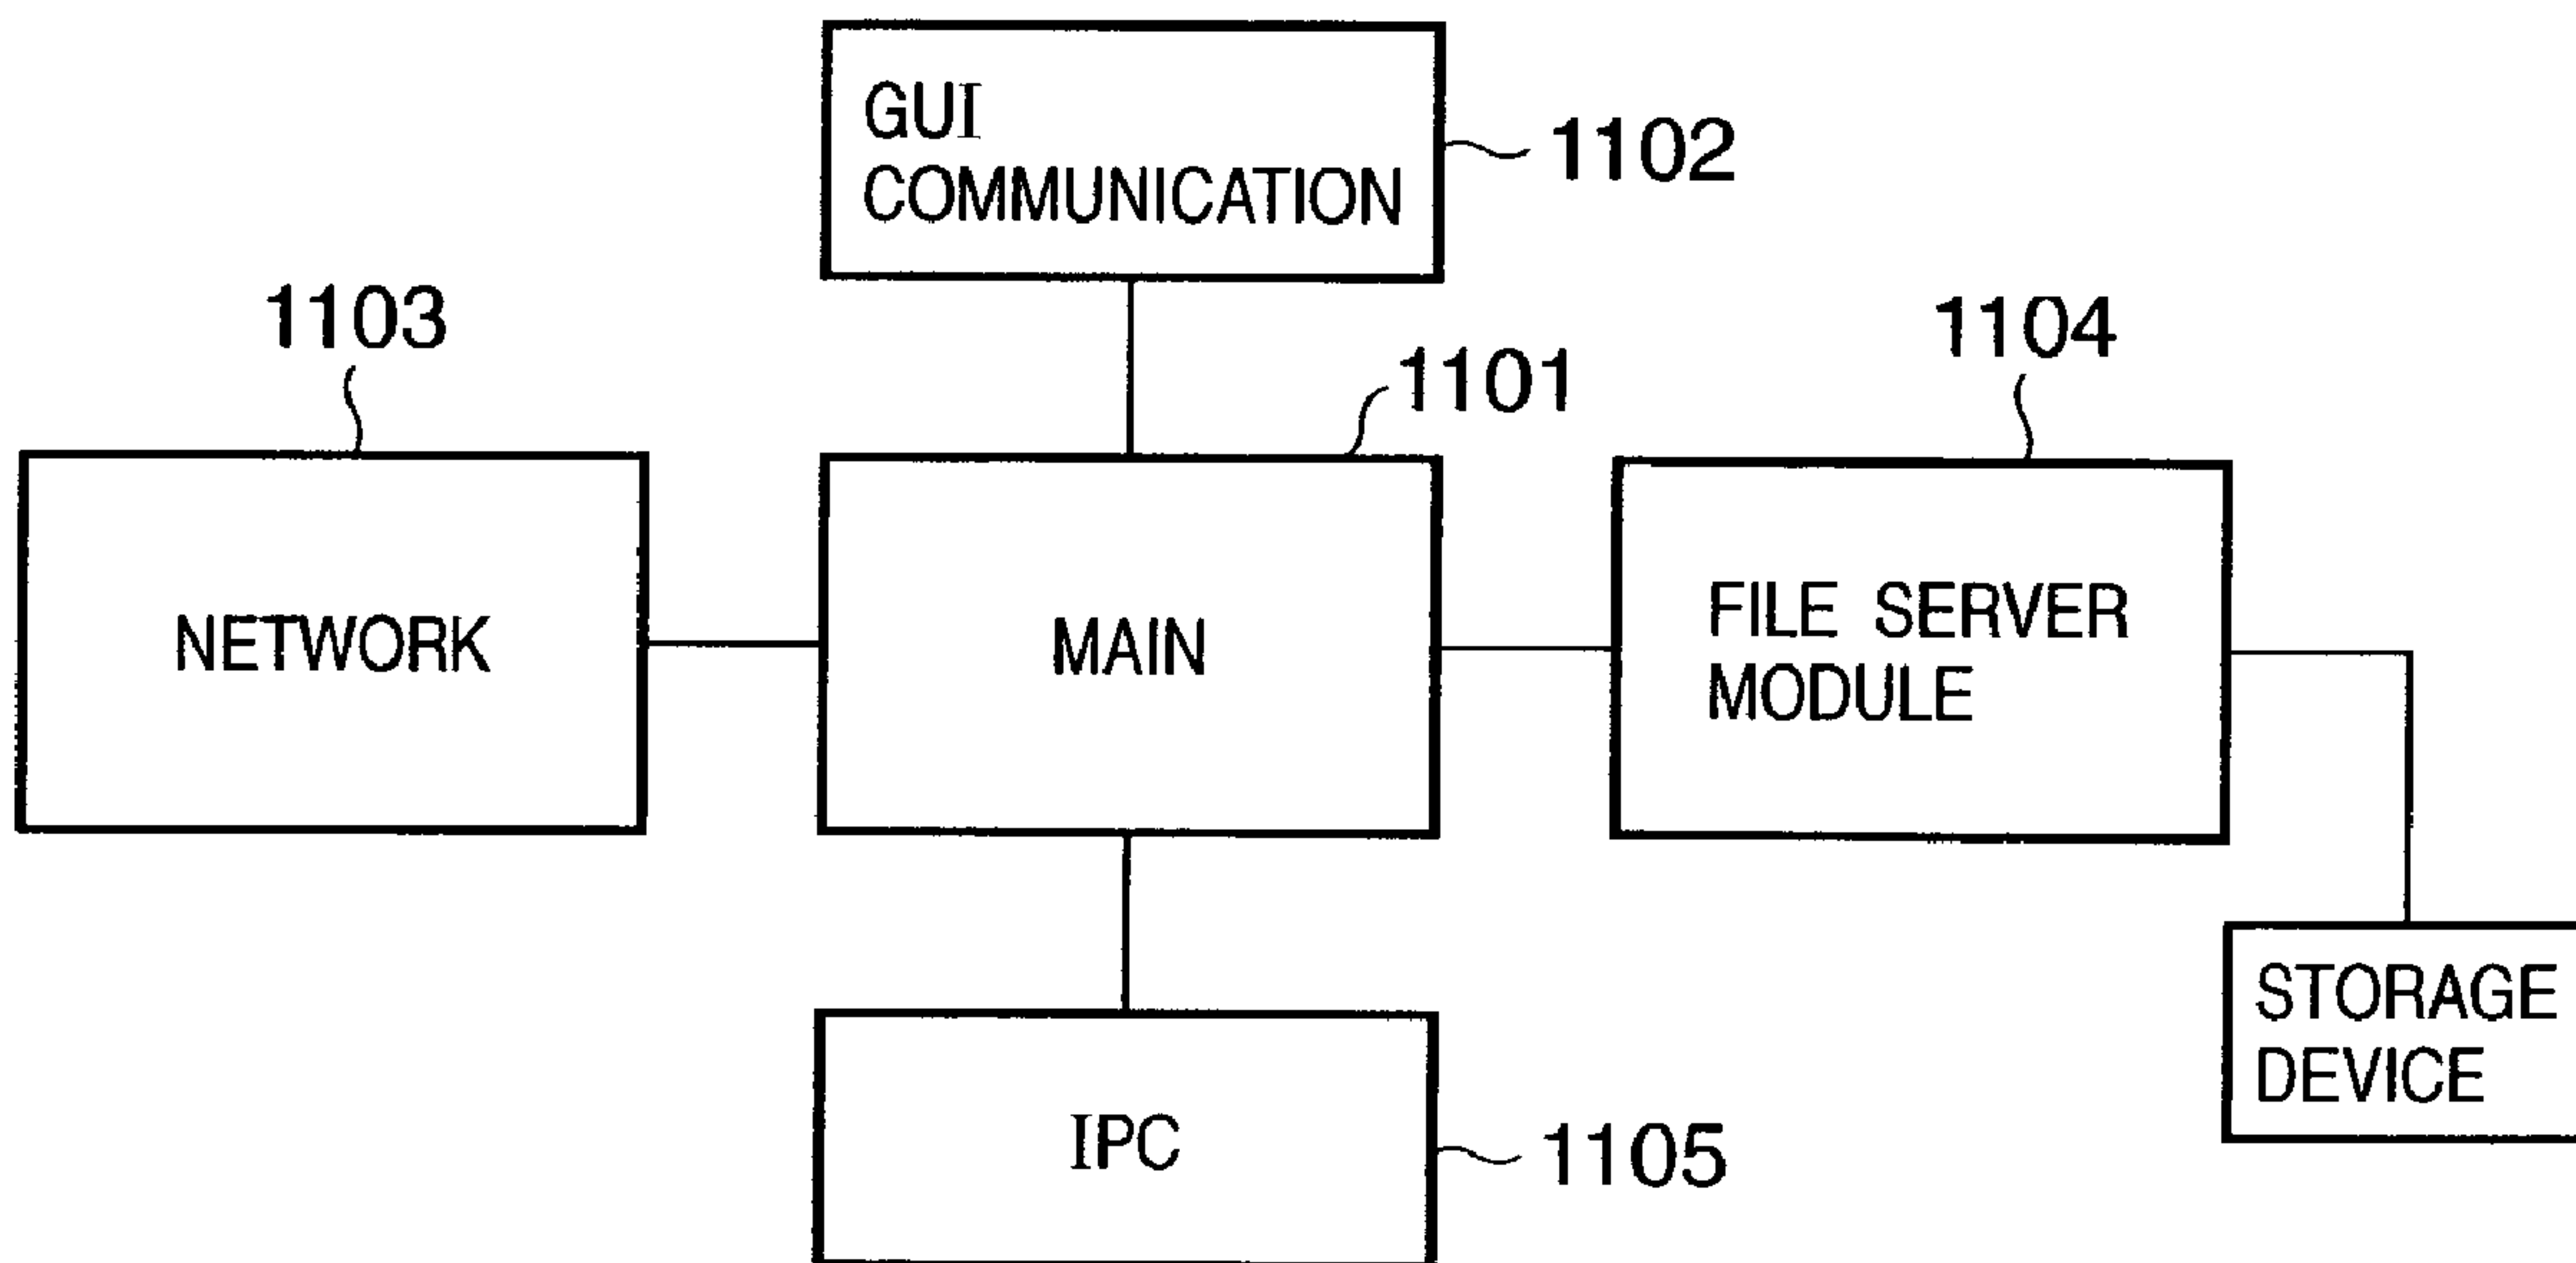 GUI
COMMUNICATION
1102
1103
1104
1101
NETWORK
MAIN
FILE SERVER
MODULE
STORAGE
DEVICE
IPC
1105